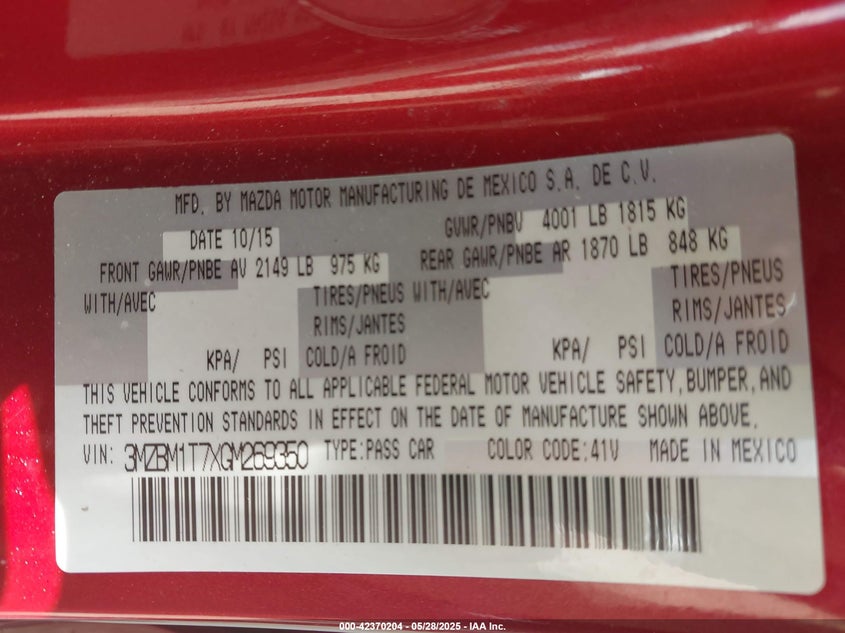 MFD. BY MAZDA MOTOR MANUFACTURING DE MEXICO S.A. DE C.V.
DATE 10/15 GVWR/PNBV 4001 LB 1815 KG
FRONT GAWR/PNBE AV 2149 LB 975 KG REAR GAWR/PNBE AR 1870 LB 848 KG
WITH/AVEC TIRES/PNEUS WITH/AVEC TIRES/PNEUS
RIMS/JANTES RIMS/JANTES
KPA/ PSI COLD/A FROID KPA/ PSI COLD/A FROID
THIS VEHICLE CONFORMS TO ALL APPLICABLE FEDERAL MOTOR VEHICLE SAFETY, BUMPER, AND
THEFT PREVENTION STANDARDS IN EFFECT ON THE DATE OF MANUFACTURE SHOWN ABOVE.
VIN: 3MZBM1T7XGM269350 TYPE:PASS CAR COLOR CODE:41V MADE IN MEXICO
000-42370204 - 05/28/2025 - IAA Inc.